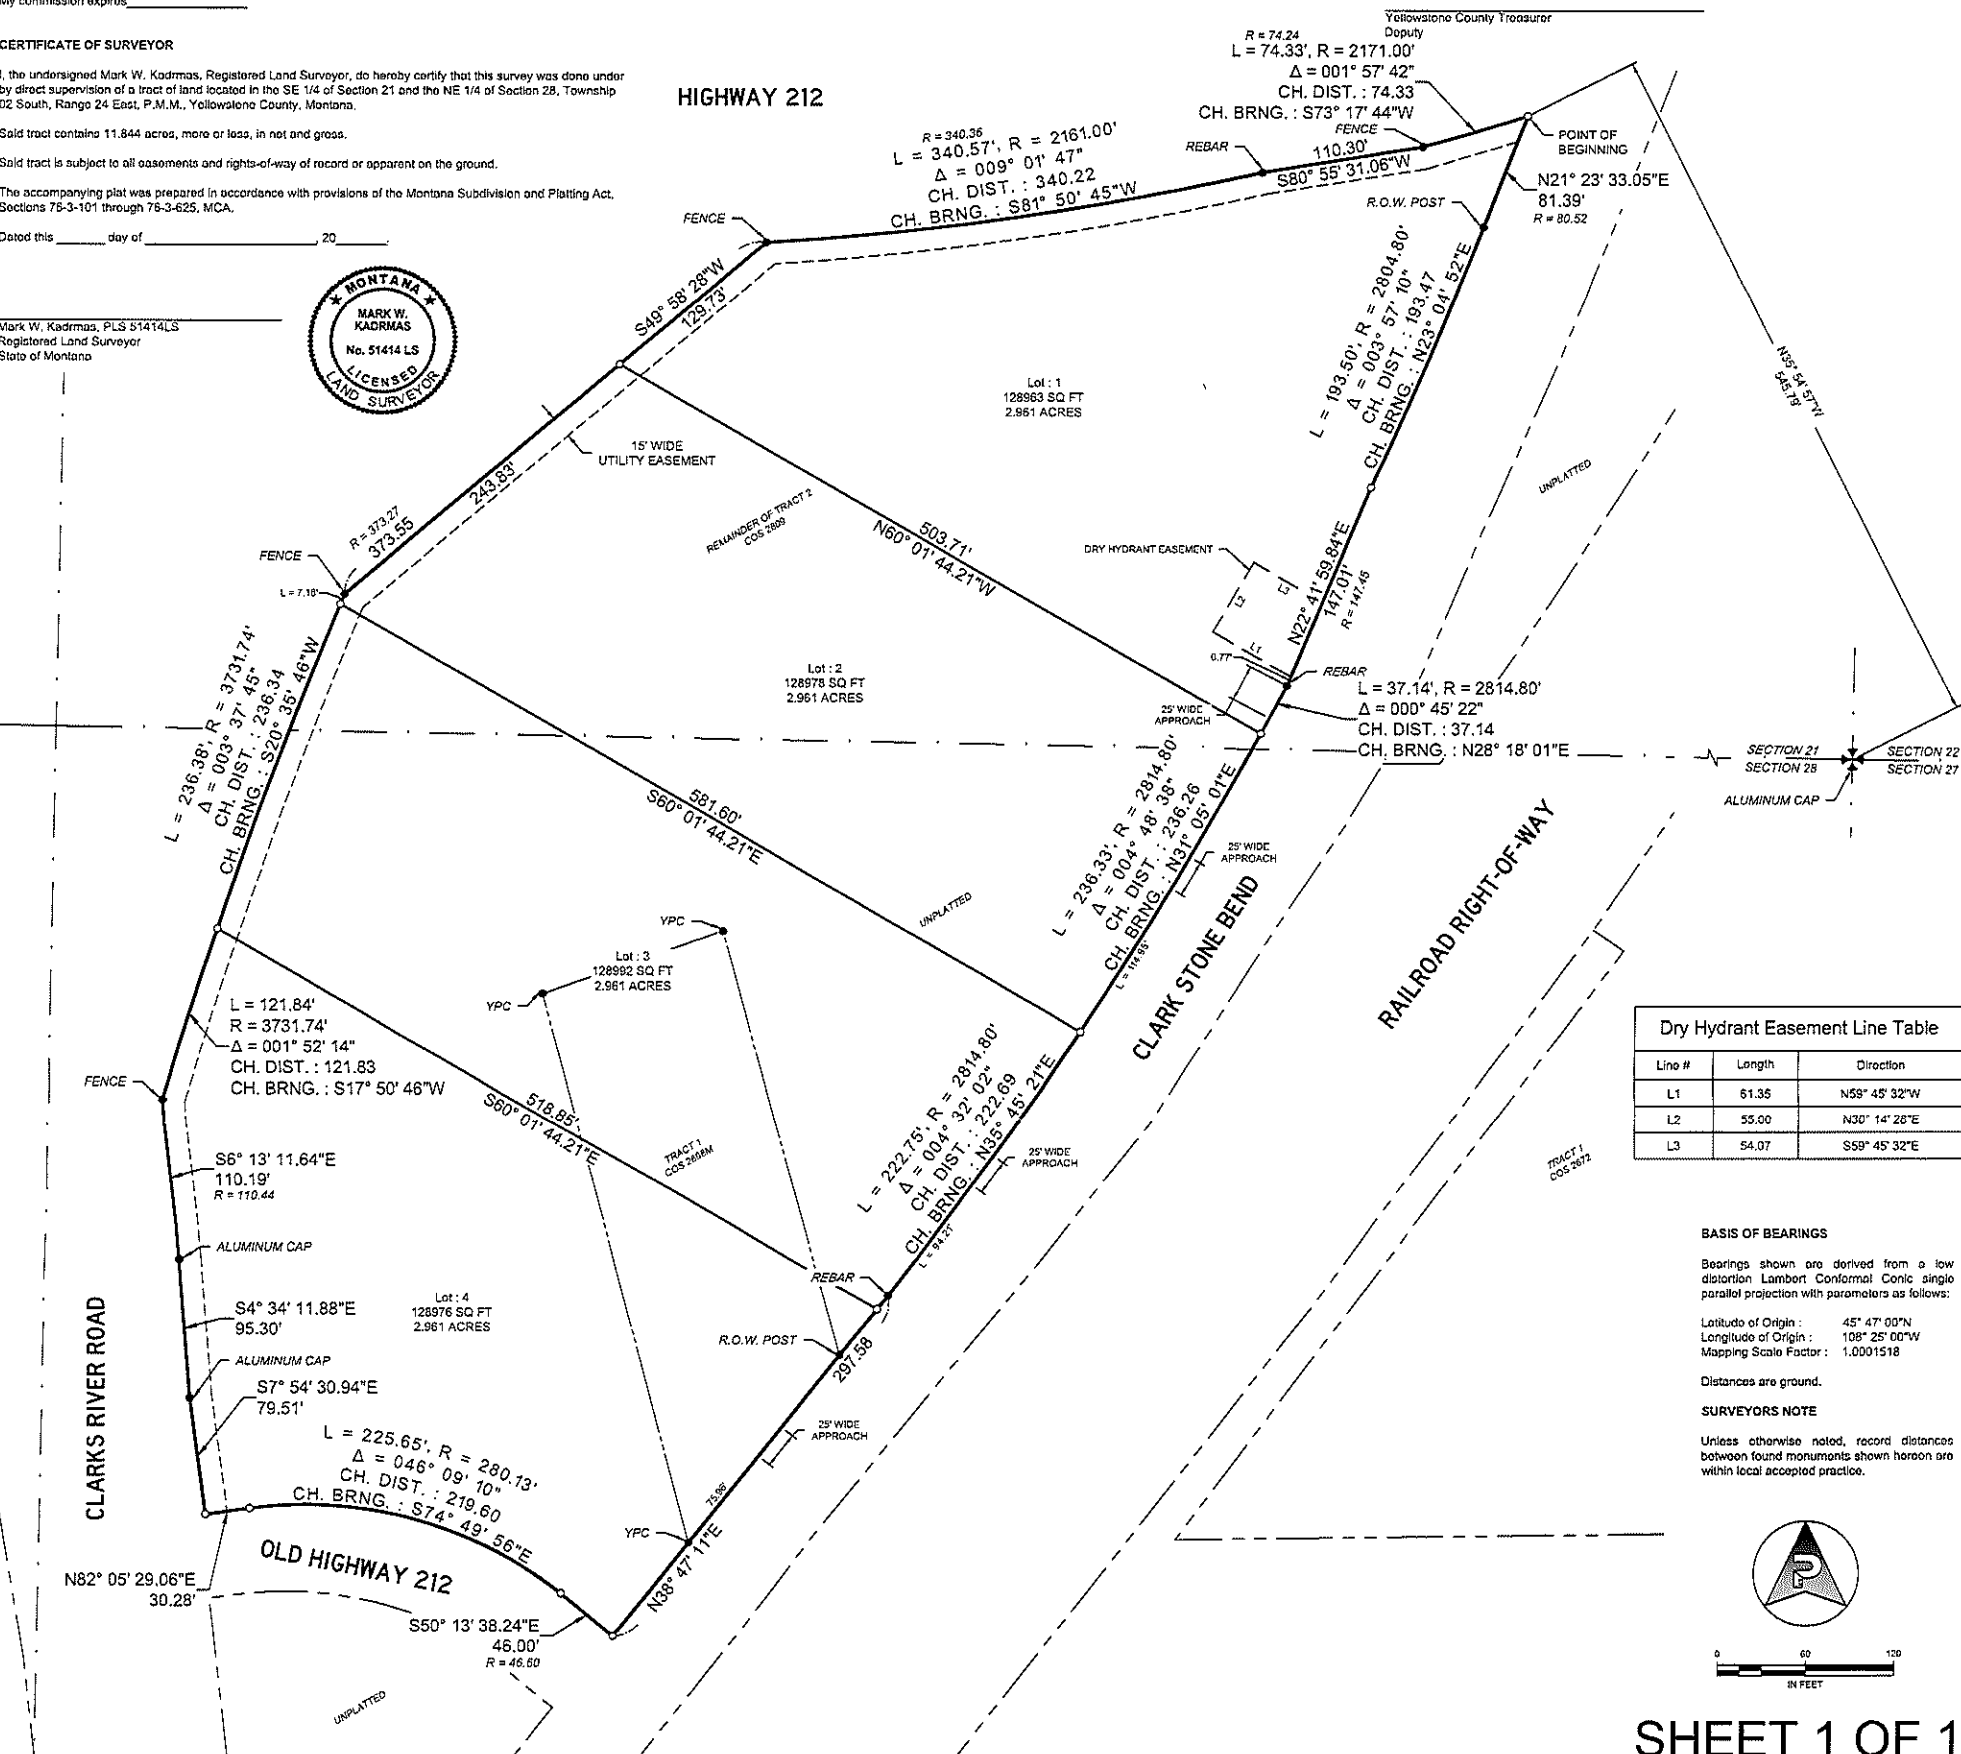 My commission expires
CERTIFICATE OF SURVEYOR
I, the undersigned Mark W. Kadrmas, Registered Land Surveyor, do hereby certify that this survey was done under
by direct supervision of a tract of land located in the SE 1/4 of Section 21 and the NE 1/4 of Section 28, Township
02 South, Range 24 East, P.M.M., Yellowstone County, Montana.
Said tract contains 11.844 acres, more or less, in net and gross.
Said tract is subject to all easements and rights-of-way of record or apparent on the ground.
The accompanying plat was prepared in accordance with provisions of the Montana Subdivision and Platting Act,
Sections 76-3-101 through 76-3-625, MCA.
Dated this ______ day of ______________________, 20______.
Mark W. Kadrmas, PLS 51414LS
Registered Land Surveyor
State of Montana
MONTANA
MARK W.
KADRMAS
No. 51414 LS
LICENSED
LAND SURVEYOR
Yellowstone County Treasurer
Deputy
HIGHWAY 212
R = 74.24
L = 74.33', R = 2171.00'
Δ = 001° 57' 42"
CH. DIST. : 74.33
CH. BRNG. : S73° 17' 44"W
R = 340.36
L = 340.57', R = 2161.00'
Δ = 009° 01' 47"
CH. DIST. : 340.22
CH. BRNG. : S81° 50' 45"W
FENCE
REBAR
110.30'
S80° 55' 31.06"W
POINT OF
BEGINNING
N21° 23' 33.05"E
81.39'
R = 80.52
R.O.W. POST
FENCE
S49° 58' 28"W
129.73'
L = 193.50', R = 2804.80'
Δ = 003° 57' 10"
CH. DIST. : 193.47
CH. BRNG. : N23° 04' 52"E
N35° 54' 57"W
545.79'
Lot : 1
128963 SQ FT
2.961 ACRES
15' WIDE
UTILITY EASEMENT
243.83'
R = 373.27
373.55
REMAINDER OF TRACT 2
COS 2809
503.71'
N60° 01' 44.21"W
UNPLATTED
DRY HYDRANT EASEMENT
L3
L2
L1
N22° 41' 59.84"E
147.01'
R = 147.45
FENCE
L = 7.18'
6.77'
REBAR
L = 37.14', R = 2814.80'
Δ = 000° 45' 22"
CH. DIST. : 37.14
CH. BRNG. : N28° 18' 01"E
25' WIDE
APPROACH
Lot : 2
128978 SQ FT
2.961 ACRES
L = 236.38', R = 3731.74'
Δ = 003° 37' 45"
CH. DIST. : 236.34
CH. BRNG. : S20° 35' 46"W
581.60'
S60° 01' 44.21"E
SECTION 21
SECTION 28
SECTION 22
SECTION 27
ALUMINUM CAP
L = 236.33', R = 2814.80'
Δ = 004° 48' 38"
CH. DIST. : 236.26
CH. BRNG. : N31° 05' 01"E
L = 114.95'
25' WIDE
APPROACH
CLARK STONE BEND
RAILROAD RIGHT-OF-WAY
UNPLATTED
YPC
Lot : 3
128992 SQ FT
2.961 ACRES
YPC
L = 121.84'
R = 3731.74'
Δ = 001° 52' 14"
CH. DIST. : 121.83
CH. BRNG. : S17° 50' 46"W
FENCE
518.85'
S60° 01' 44.21"E
TRACT 1
COS 2698M
L = 222.75', R = 2814.80'
Δ = 004° 32' 02"
CH. DIST. : 222.69
CH. BRNG. : N35° 45' 21"E
L = 94.21'
25' WIDE
APPROACH
Dry Hydrant Easement Line Table
Line # Length Direction
L1 61.35 N59° 45' 32"W
L2 55.00 N30° 14' 28"E
L3 54.07 S59° 45' 32"E
TRACT 1
COS 2672
S6° 13' 11.64"E
110.19'
R = 110.44
ALUMINUM CAP
REBAR
S4° 34' 11.88"E
95.30'
Lot : 4
128976 SQ FT
2.961 ACRES
R.O.W. POST
297.58
ALUMINUM CAP
S7° 54' 30.94"E
79.51'
CLARKS RIVER ROAD
L = 225.65', R = 280.13'
Δ = 046° 09' 10"
CH. DIST. : 219.60
CH. BRNG. : S74° 49' 56"E
25' WIDE
APPROACH
75.96'
YPC
N38° 47' 11"E
OLD HIGHWAY 212
N82° 05' 29.06"E
30.28'
S50° 13' 38.24"E
46.00'
R = 46.60
UNPLATTED
BASIS OF BEARINGS
Bearings shown are derived from a low
distortion Lambert Conformal Conic single
parallel projection with parameters as follows:
Latitude of Origin : 45° 47' 00"N
Longitude of Origin : 108° 25' 00"W
Mapping Scale Factor : 1.0001518
Distances are ground.
SURVEYORS NOTE
Unless otherwise noted, record distances
between found monuments shown hereon are
within local accepted practice.
P
0 60 120
IN FEET
SHEET 1 OF 1